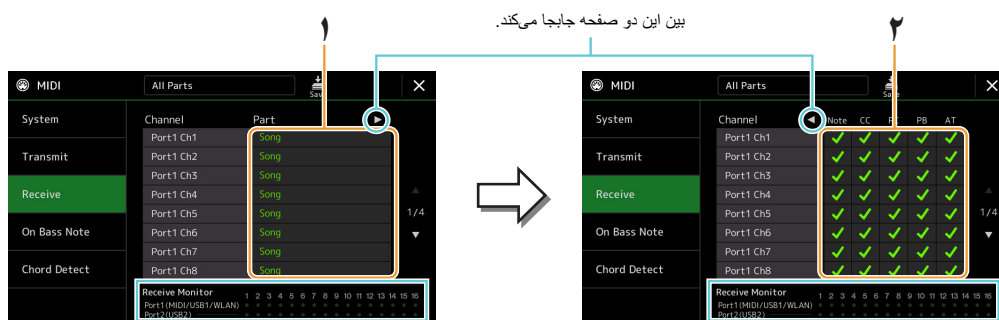 بین این دو صفحه جابجا می‌کند.
۱
۲
MIDI
All Parts
Save
System
Transmit
Receive
On Bass Note
Chord Detect
Channel Part
Port1 Ch1 Song
Port1 Ch2 Song
Port1 Ch3 Song
Port1 Ch4 Song
Port1 Ch5 Song
Port1 Ch6 Song
Port1 Ch7 Song
Port1 Ch8 Song
1/4
Receive Monitor 1 2 3 4 5 6 7 8 9 10 11 12 13 14 15 16
Port1(MIDI/USB1/WLAN)
Port2(USB2)
MIDI
All Parts
Save
System
Transmit
Receive
On Bass Note
Chord Detect
Channel Note CC PC PB AT
Port1 Ch1
Port1 Ch2
Port1 Ch3
Port1 Ch4
Port1 Ch5
Port1 Ch6
Port1 Ch7
Port1 Ch8
1/4
Receive Monitor 1 2 3 4 5 6 7 8 9 10 11 12 13 14 15 16
Port1(MIDI/USB1/WLAN)
Port2(USB2)